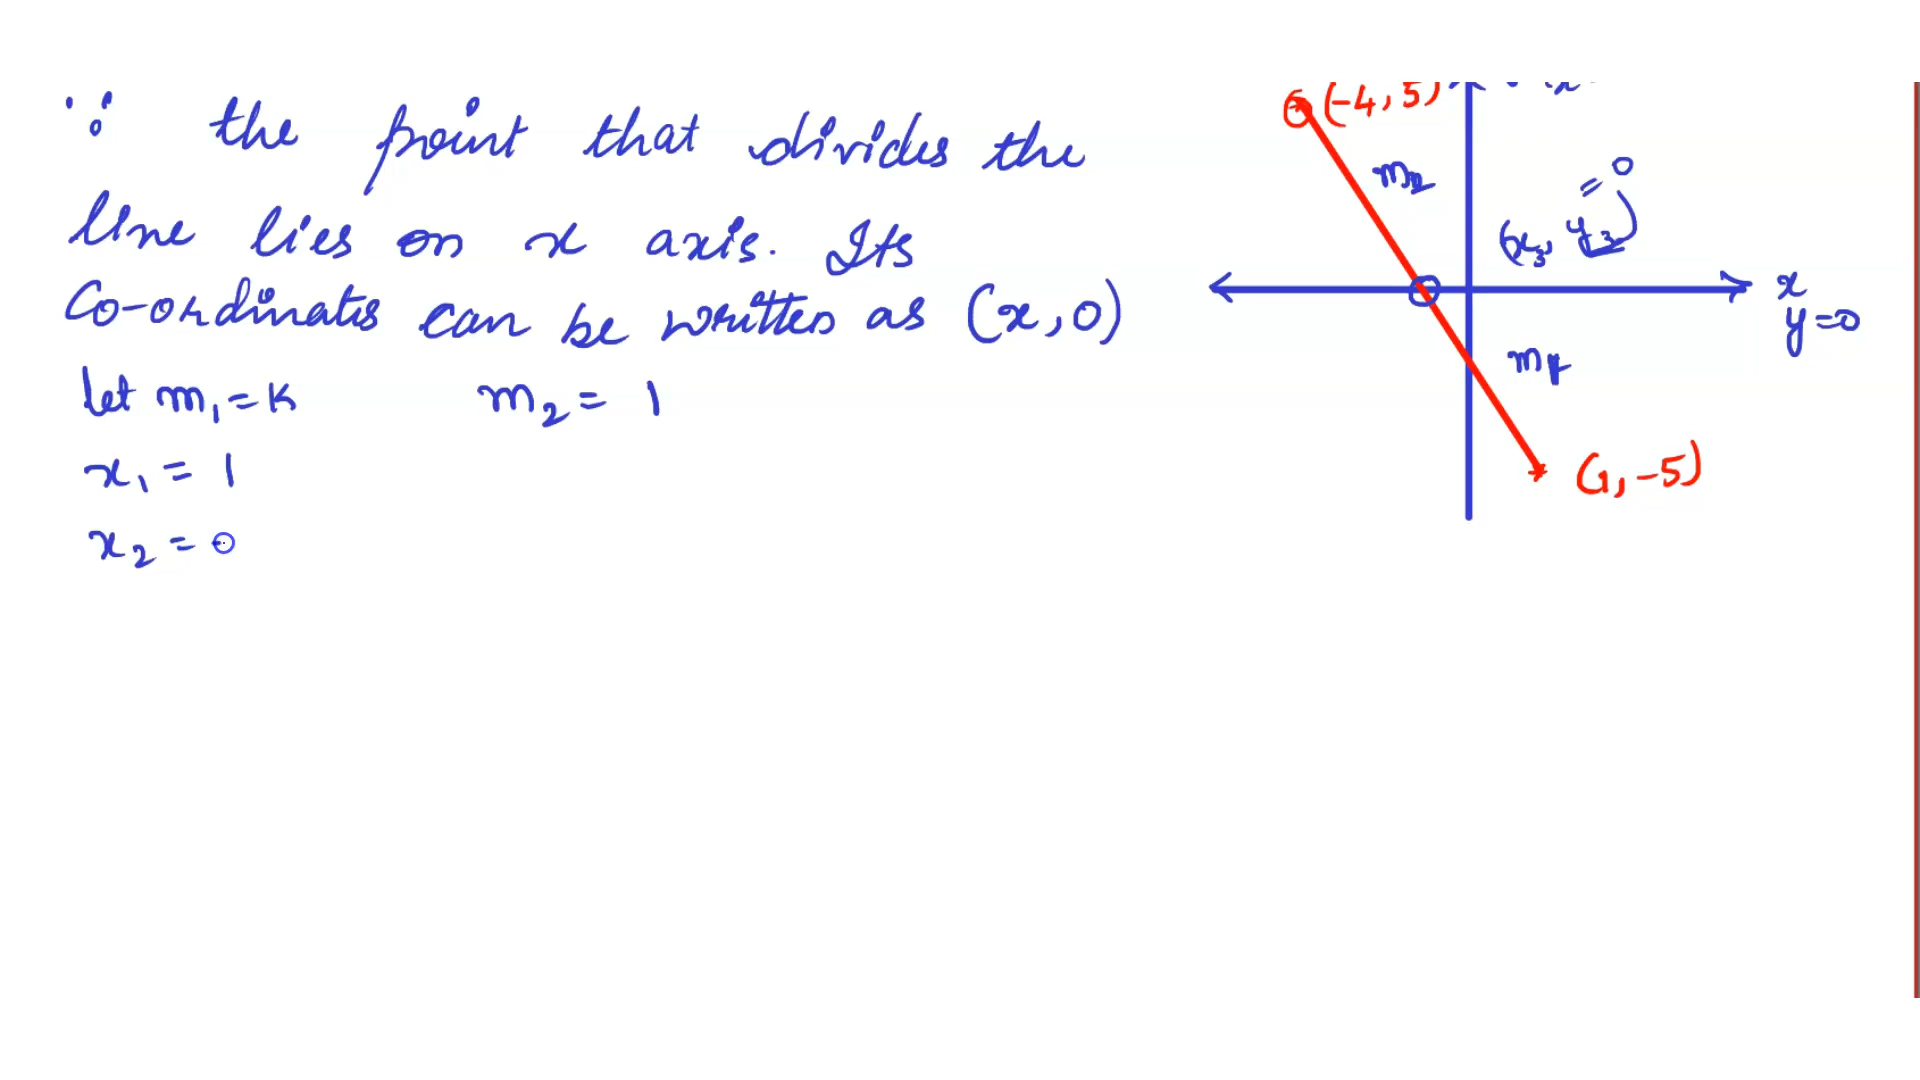 ∵ the point that divides the
line lies on x axis. Its
Co-ordinates can be written as (x, 0)
let m₁ = k m₂ = 1
x₁ = 1
x₂ =
(-4, 5)
m₂
= 0
(x₃, y₃)
x
y = 0
m₁
(1, -5)